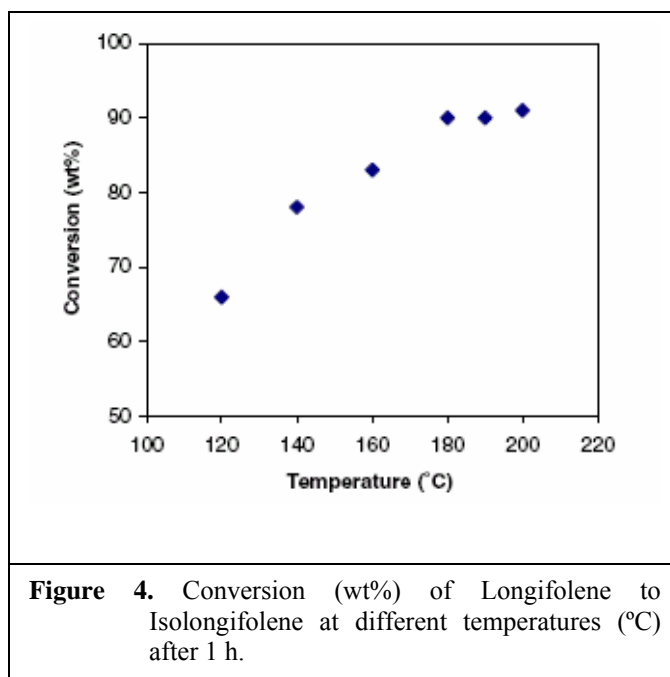 100
90
80
70
60
50
Conversion (wt%)
100 120 140 160 180 200 220
Temperature (˚C)
Figure 4. Conversion (wt%) of Longifolene to
Isolongifolene at different temperatures (ºC)
after 1 h.